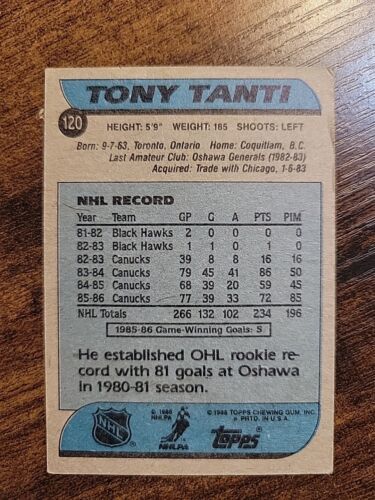 TONY TANTI
120
HEIGHT: 5'9" WEIGHT: 185 SHOOTS: LEFT
Born: 9-7-63, Toronto, Ontario Home: Coquitlam, B.C.
Last Amateur Club: Oshawa Generals (1982-83)
Acquired: Trade with Chicago, 1-6-83
NHL RECORD
Year Team GP G A PTS PIM
81-82 Black Hawks 2 0 0 0 0
82-83 Black Hawks 1 1 0 1 0
82-83 Canucks 39 8 8 16 16
83-84 Canucks 79 45 41 86 50
84-85 Canucks 68 39 20 59 45
85-86 Canucks 77 39 33 72 85
NHL Totals 266 132 102 234 196
1985-86 Game-Winning Goals: 5
He established OHL rookie re-
cord with 81 goals at Oshawa
in 1980-81 season.
NHL
© 1986
NHLPA
NHLPA
© 1986 TOPPS CHEWING GUM, INC.
PRTD. IN U.S.A.
topps